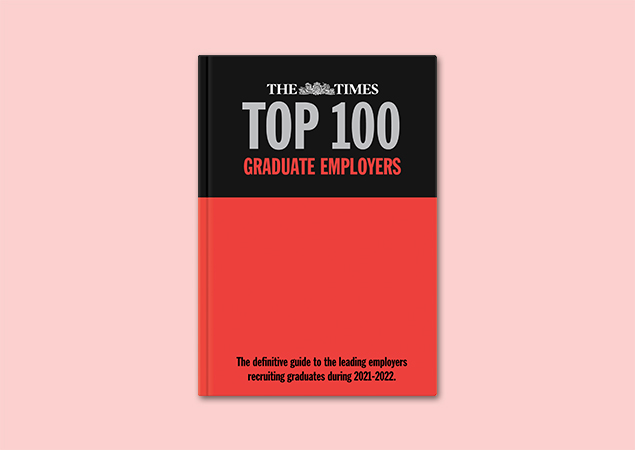 THE TIMES
TOP 100
GRADUATE EMPLOYERS
The definitive guide to the leading employers
recruiting graduates during 2021-2022.